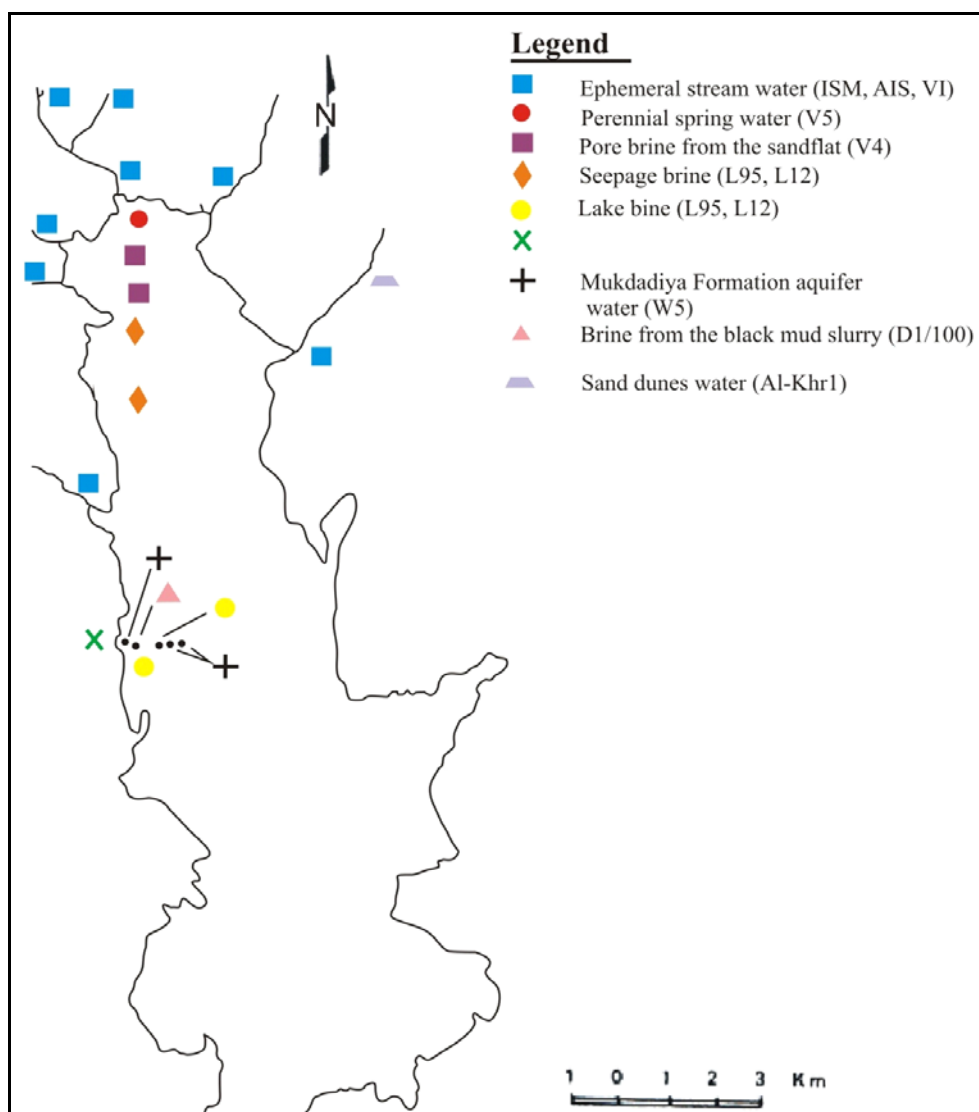 Legend
Ephemeral stream water (ISM, AIS, VI)
Perennial spring water (V5)
Pore brine from the sandflat (V4)
Seepage brine (L95, L12)
Lake bine (L95, L12)
Mukdadiya Formation aquifer
water (W5)
Brine from the black mud slurry (D1/100)
Sand dunes water (Al-Khr1)
N
1 0 1 2 3 Km